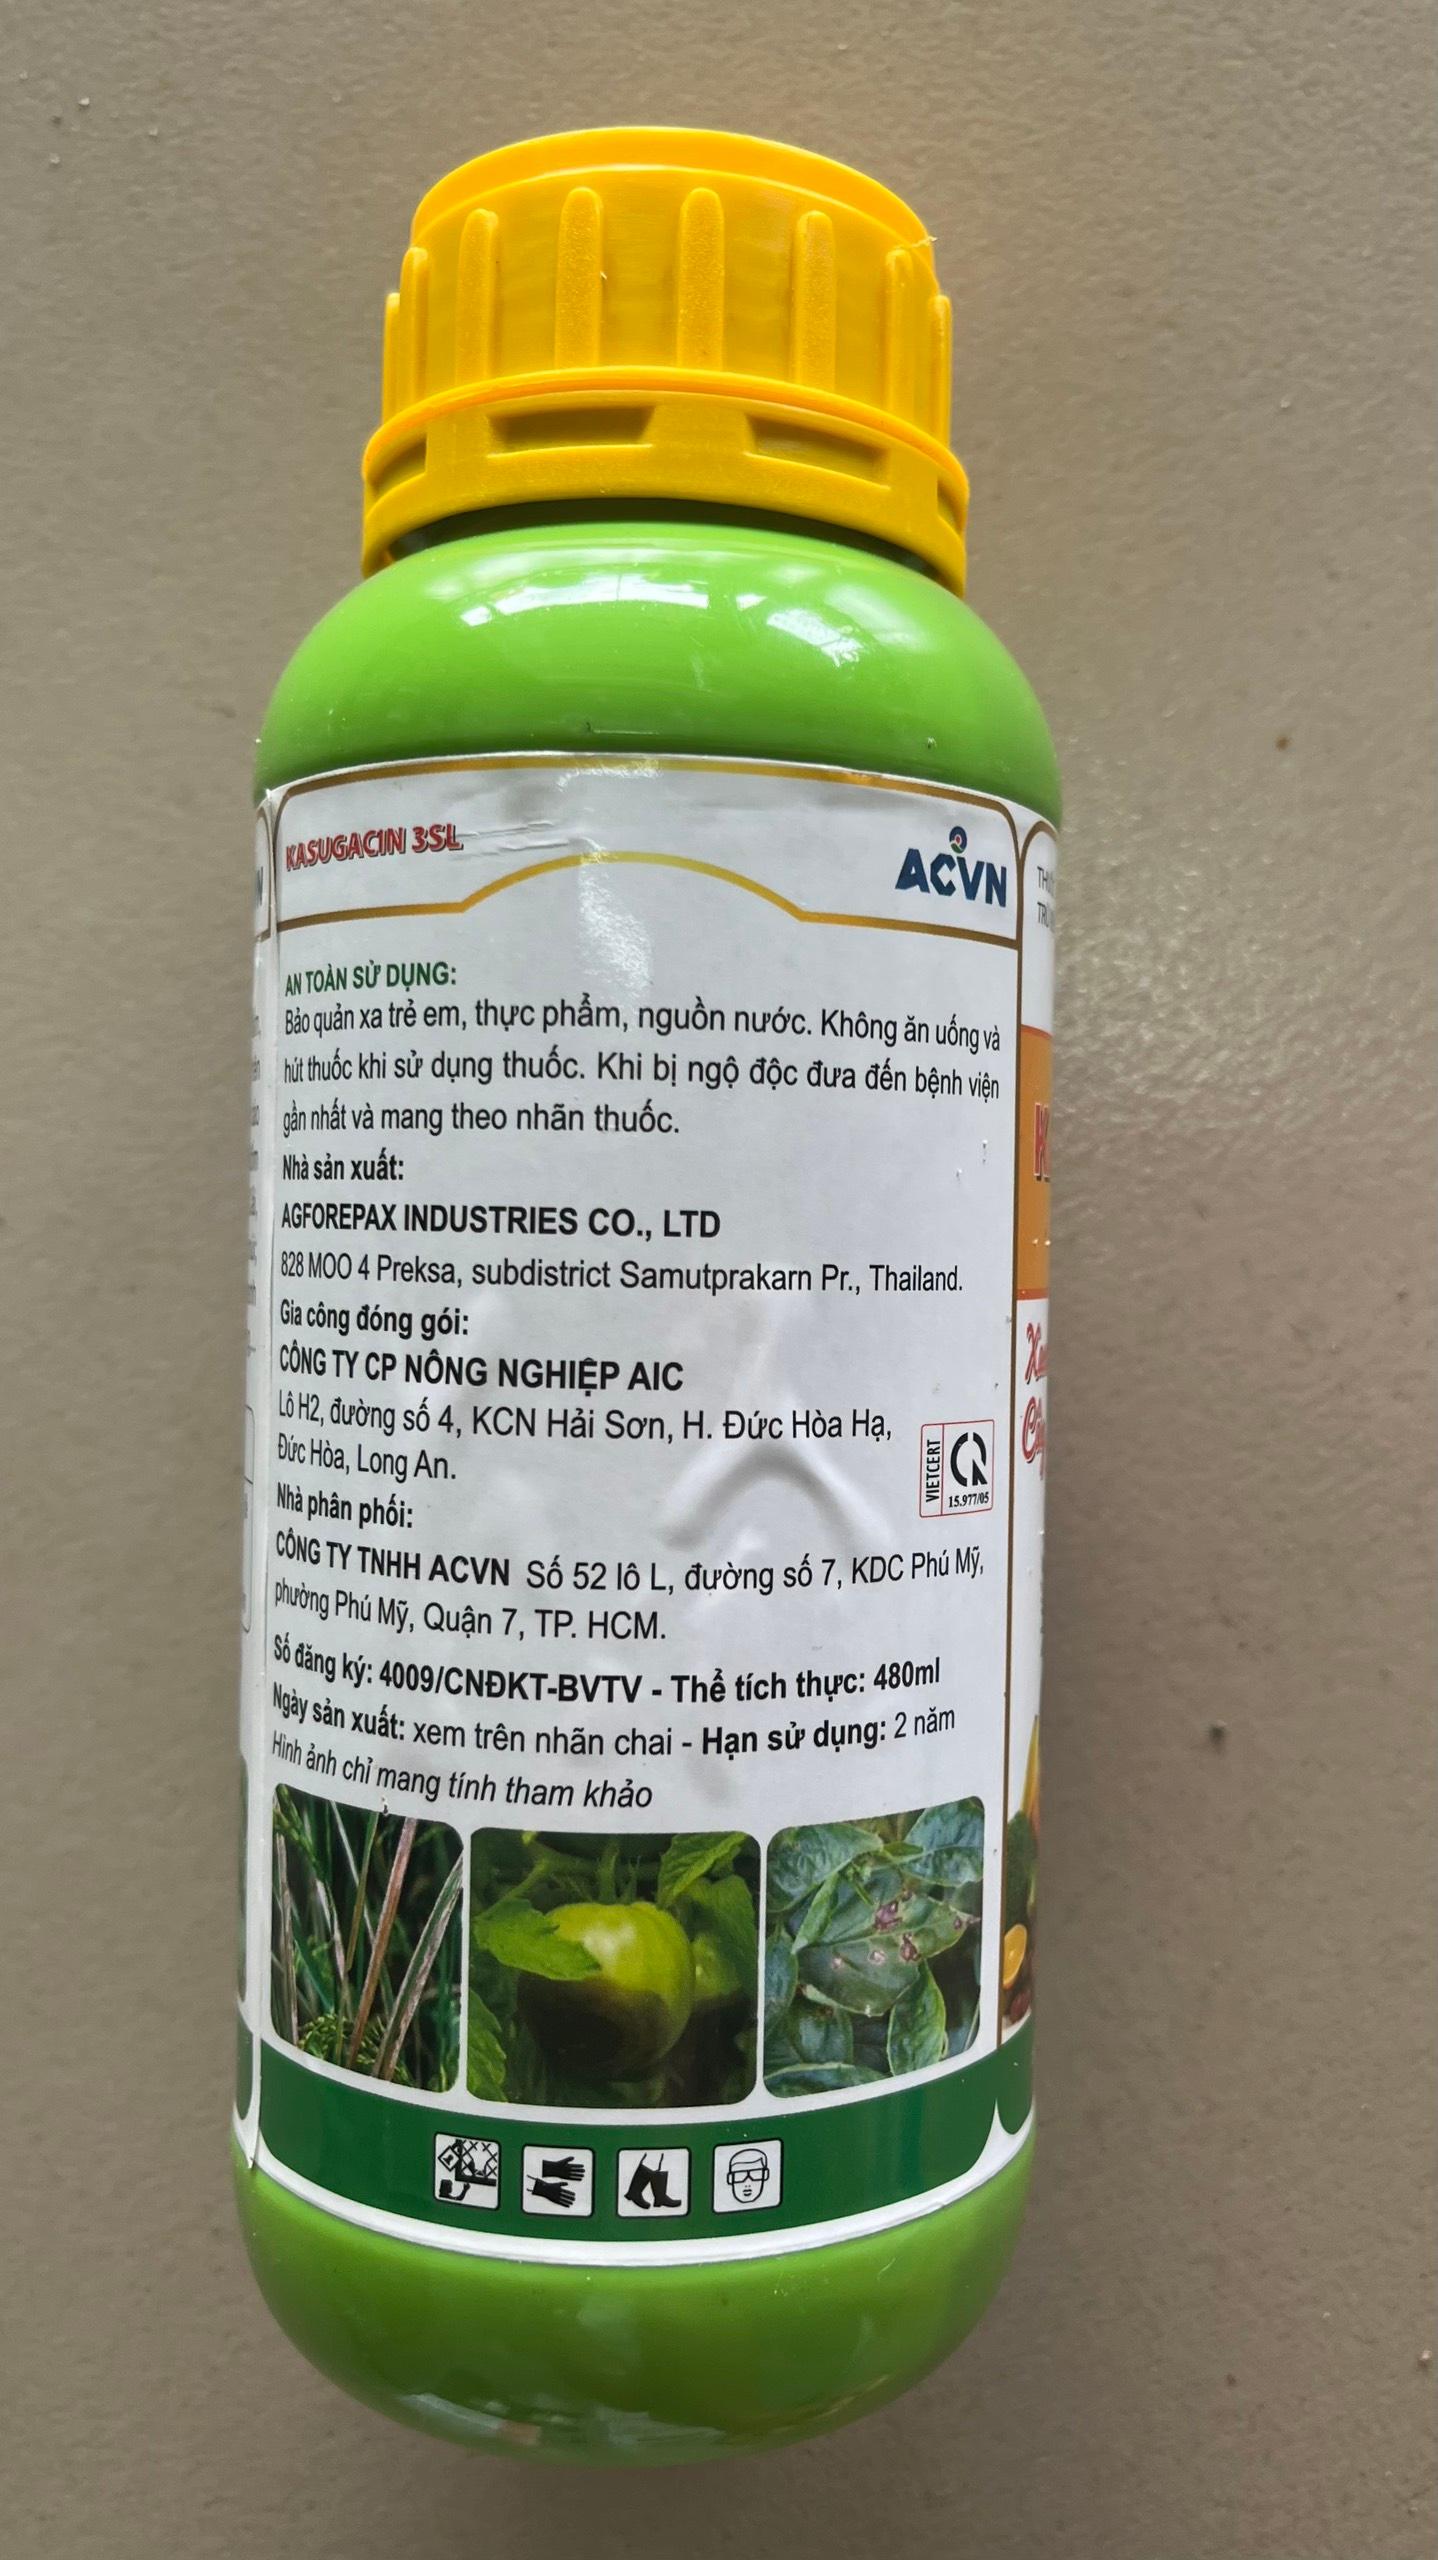 KASUGACIN 3SL
ACVN
AN TOÀN SỬ DỤNG:
Bảo quản xa trẻ em, thực phẩm, nguồn nước. Không ăn uống và
hút thuốc khi sử dụng thuốc. Khi bị ngộ độc đưa đến bệnh viện
gần nhất và mang theo nhãn thuốc.
Nhà sản xuất:
AGFOREPAX INDUSTRIES CO., LTD
828 MOO 4 Preksa, subdistrict Samutprakarn Pr., Thailand.
Gia công đóng gói:
CÔNG TY CP NÔNG NGHIỆP AIC
Lô H2, đường số 4, KCN Hải Sơn, H. Đức Hòa Hạ,
Đức Hòa, Long An.
VIETCERT
15.977/05
Nhà phân phối:
CÔNG TY TNHH ACVN Số 52 lô L, đường số 7, KDC Phú Mỹ,
phường Phú Mỹ, Quận 7, TP. HCM.
Số đăng ký: 4009/CNĐKT-BVTV - Thể tích thực: 480ml
Ngày sản xuất: xem trên nhãn chai - Hạn sử dụng: 2 năm
Hình ảnh chỉ mang tính tham khảo